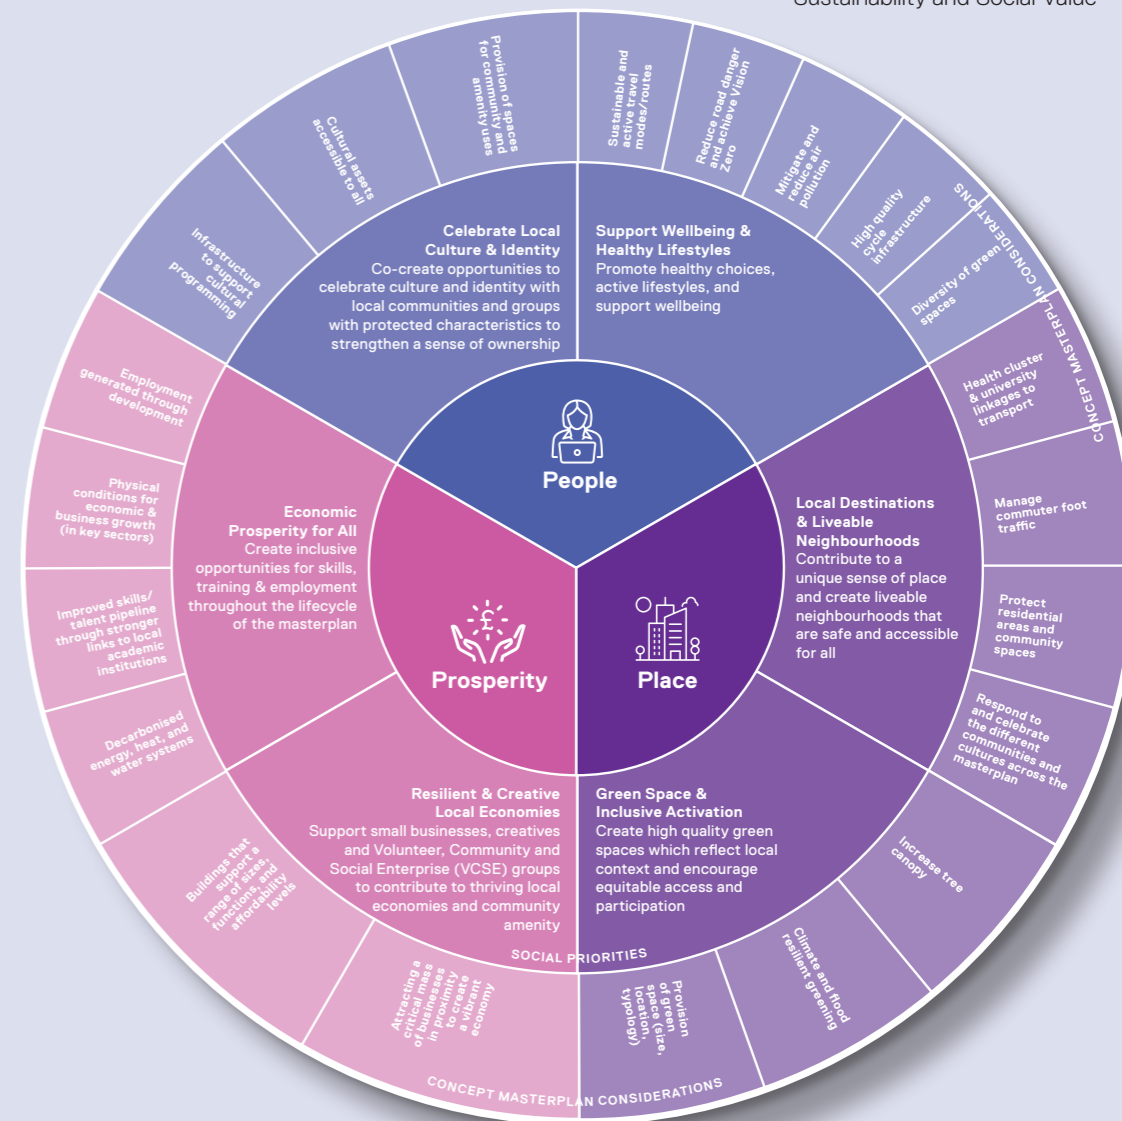 Sustainability and Social Value
Provision of spaces
for community and
amenity uses
Sustainable and
active travel
modes/routes
Reduce road danger
and achieve Vision
Zero
Mitigate and
reduce air
pollution
High quality
cycle
infrastructure
Diversity of green
spaces
CONCEPT MASTERPLAN CONSIDERATIONS
Cultural assets
accessible to all
Infrastructure
to support
cultural
programming
Celebrate Local
Culture & Identity
Co-create opportunities to
celebrate culture and identity with
local communities and groups
with protected characteristics to
strengthen a sense of ownership
Support Wellbeing &
Healthy Lifestyles
Promote healthy choices,
active lifestyles, and
support wellbeing
People
Health cluster
& university
linkages to
transport
Manage
commuter foot
traffic
Protect
residential
areas and
community
spaces
Respond to
and celebrate
the different
communities and
cultures across the
masterplan
Local Destinations
& Liveable
Neighbourhoods
Contribute to a
unique sense of place
and create liveable
neighbourhoods that
are safe and accessible
for all
Place
Green Space &
Inclusive Activation
Create high quality green
spaces which reflect local
context and encourage
equitable access and
participation
Increase tree
canopy
Climate and flood
resilient greening
Provision
of green
space (size,
location,
typology)
Employment
generated through
development
Physical
conditions for
economic &
business growth
(in key sectors)
Improved skills/
talent pipeline
through stronger
links to local
academic
institutions
Decarbonised
energy, heat, and
water systems
Economic
Prosperity for All
Create inclusive
opportunities for skills,
training & employment
throughout the lifecycle
of the masterplan
£
Prosperity
Resilient & Creative
Local Economies
Support small businesses, creatives
and Volunteer, Community and
Social Enterprise (VCSE) groups
to contribute to thriving local
economies and community
amenity
Buildings that
support a
range of sizes,
functions, and
affordability
levels
Attracting a
critical mass
of businesses
in proximity
to create
a vibrant
economy
SOCIAL PRIORITIES
CONCEPT MASTERPLAN CONSIDERATIONS